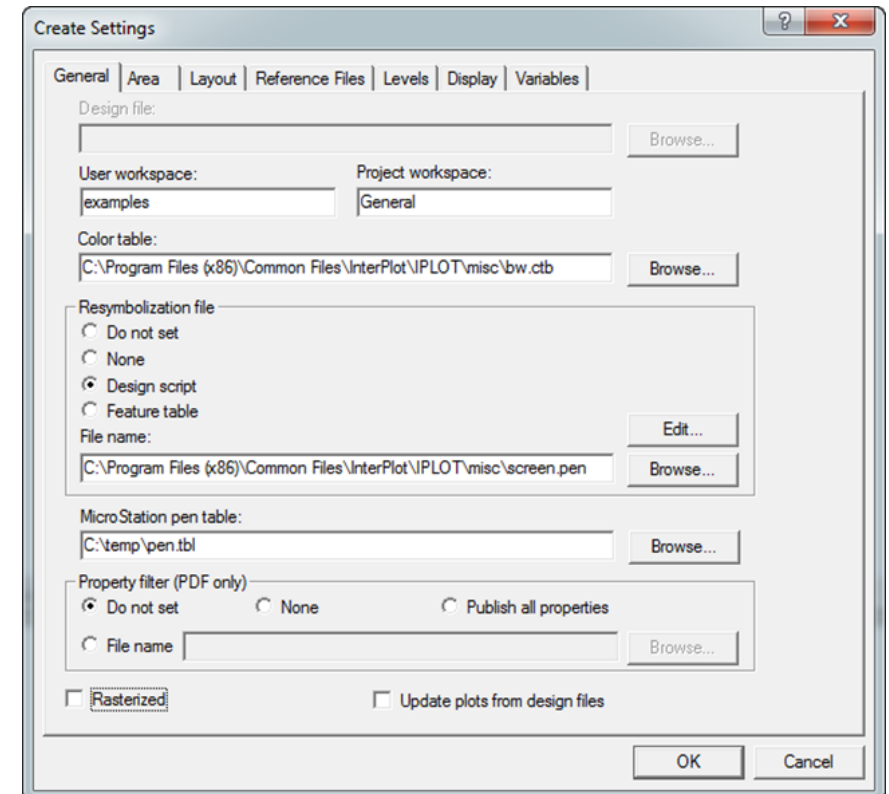 Create Settings
General Area Layout Reference Files Levels Display Variables
Design file:
Browse...
User workspace: Project workspace:
examples General
Color table:
C:\Program Files (x86)\Common Files\InterPlot\IPLOT\misc\bw.ctb Browse...
Resymbolization file
Do not set
None
Design script
Feature table
Edit...
File name:
C:\Program Files (x86)\Common Files\InterPlot\IPLOT\misc\screen.pen Browse...
MicroStation pen table:
C:\temp\pen.tbl Browse...
Property filter (PDF only)
Do not set None Publish all properties
File name Browse...
Rasterized Update plots from design files
OK Cancel